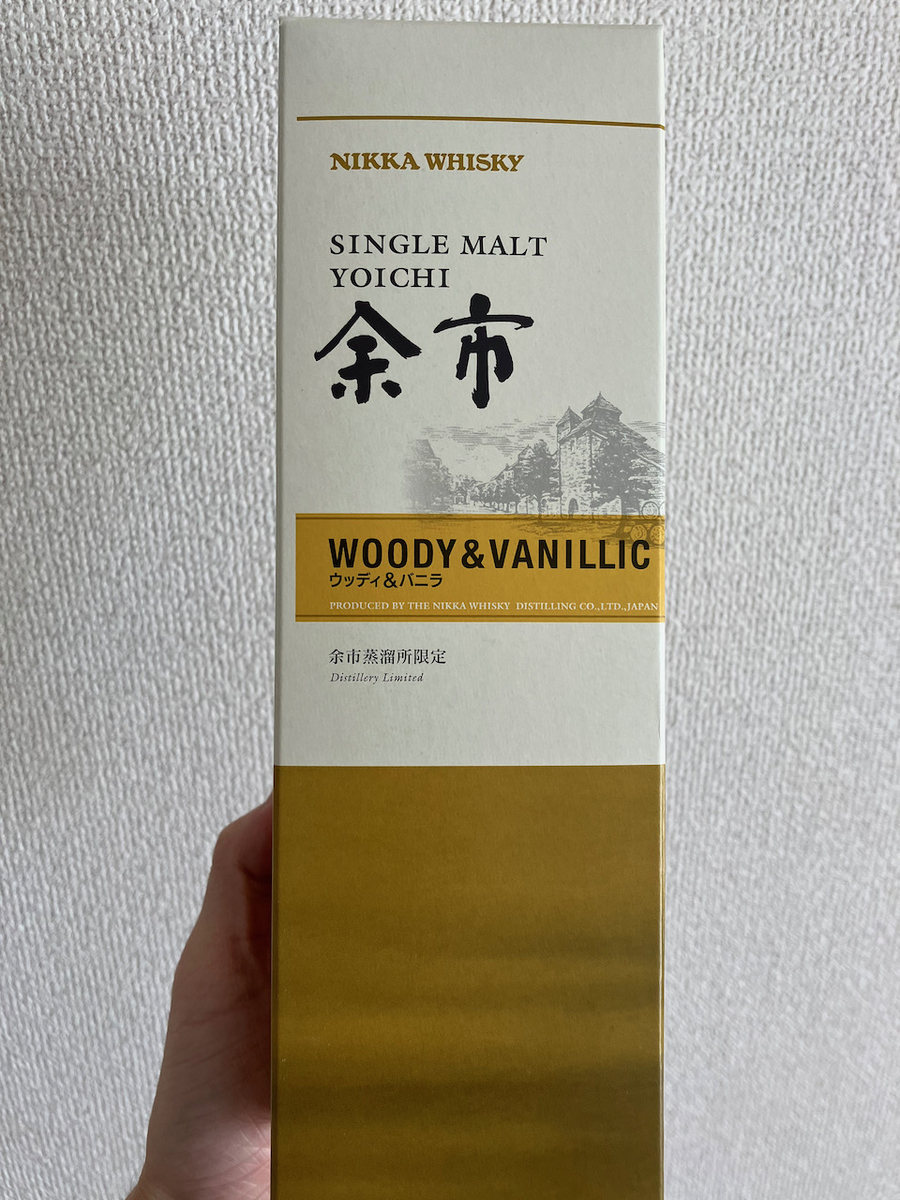 NIKKA WHISKY
SINGLE MALT
YOICHI
余市
WOODY&VANILLIC
ウッディ&バニラ
PRODUCED BY THE NIKKA WHISKY DISTILLING CO.,LTD.,JAPAN
余市蒸溜所限定
Distillery Limited